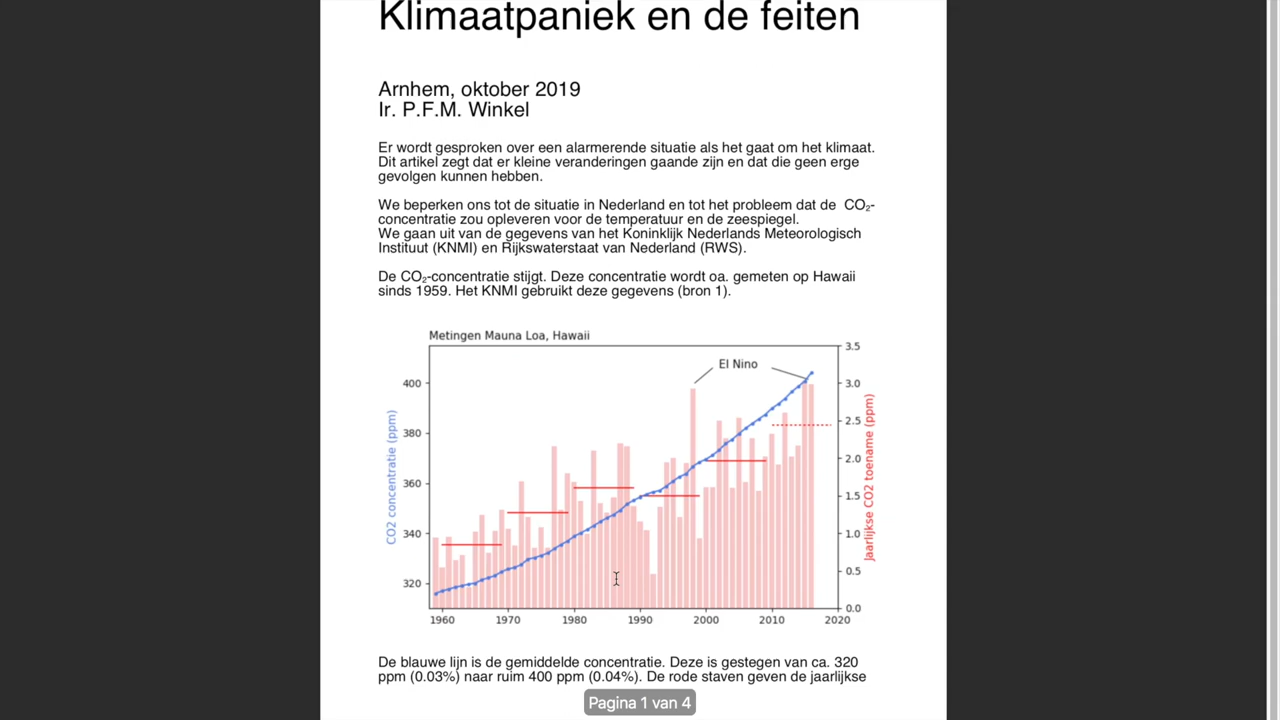 Klimaatpaniek en de feiten
Arnhem, oktober 2019
Ir. P.F.M. Winkel
Er wordt gesproken over een alarmerende situatie als het gaat om het klimaat.
Dit artikel zegt dat er kleine veranderingen gaande zijn en dat die geen erge
gevolgen kunnen hebben.
We beperken ons tot de situatie in Nederland en tot het probleem dat de CO₂-
concentratie zou opleveren voor de temperatuur en de zeespiegel.
We gaan uit van de gegevens van het Koninklijk Nederlands Meteorologisch
Instituut (KNMI) en Rijkswaterstaat van Nederland (RWS).
De CO₂-concentratie stijgt. Deze concentratie wordt oa. gemeten op Hawaii
sinds 1959. Het KNMI gebruikt deze gegevens (bron 1).
Metingen Mauna Loa, Hawaii
El Nino
CO2 concentratie (ppm)
400
380
360
340
320
3.5
3.0
2.5
2.0
1.5
1.0
0.5
0.0
Jaarlijkse CO2 toename (ppm)
1960 1970 1980 1990 2000 2010 2020
De blauwe lijn is de gemiddelde concentratie. Deze is gestegen van ca. 320
ppm (0.03%) naar ruim 400 ppm (0.04%). De rode staven geven de jaarlijkse
Pagina 1 van 4